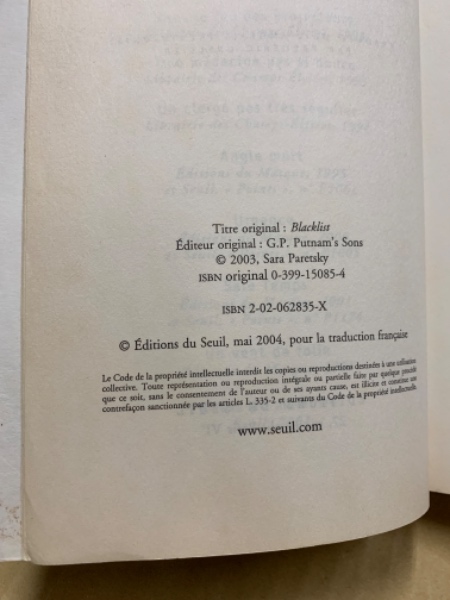 Titre original : Blacklist
Éditeur original : G.P. Putnam's Sons
© 2003, Sara Paretsky
ISBN original 0-399-15085-4
ISBN 2-02-062835-X
© Éditions du Seuil, mai 2004, pour la traduction française
Le Code de la propriété intellectuelle interdit les copies ou reproductions destinées à une utilisation
collective. Toute représentation ou reproduction intégrale ou partielle faite par quelque procédé
que ce soit, sans le consentement de l'auteur ou de ses ayants cause, est illicite et constitue une
contrefaçon sanctionnée par les articles L. 335-2 et suivants du Code de la propriété intellectuelle.
www.seuil.com